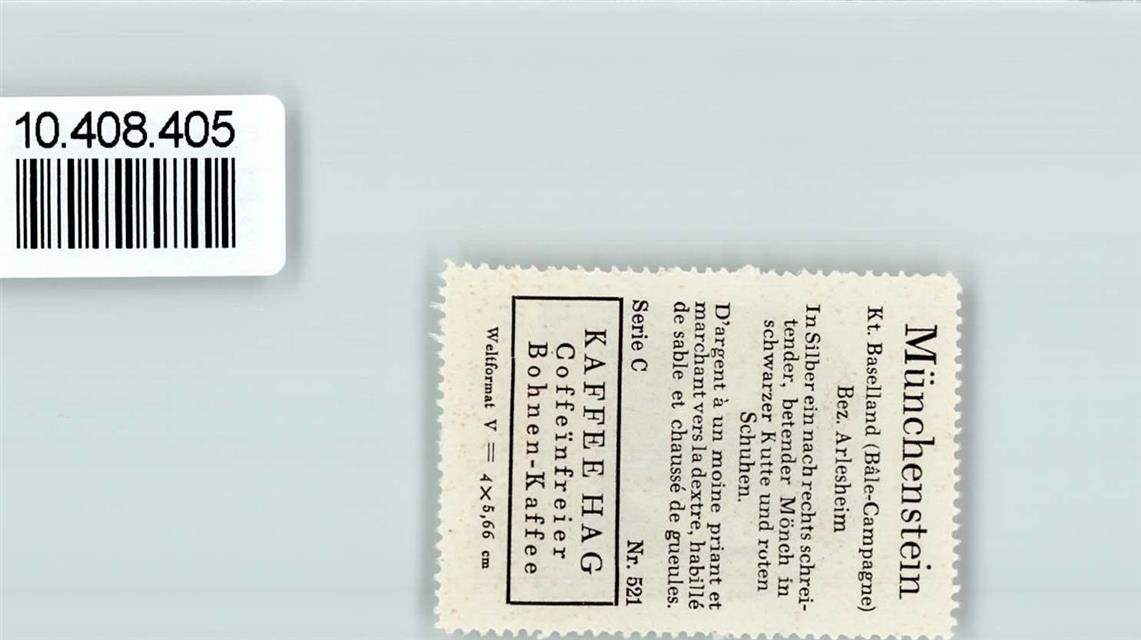 10.408.405
Münchenstein
Kt. Baselland (Bâle-Campagne)
Bez. Arlesheim
In Silber ein nach rechts schrei-
tender, betender Mönch in
schwarzer Kutte und roten
Schuhen.
D'argent à un moine priant et
marchant vers la dextre, habillé
de sable et chaussé de gueules.
Serie C Nr. 521
KAFFEE HAG
Coffeïnfreier
Bohnen-Kaffee
Weltformat V = 4×5,66 cm